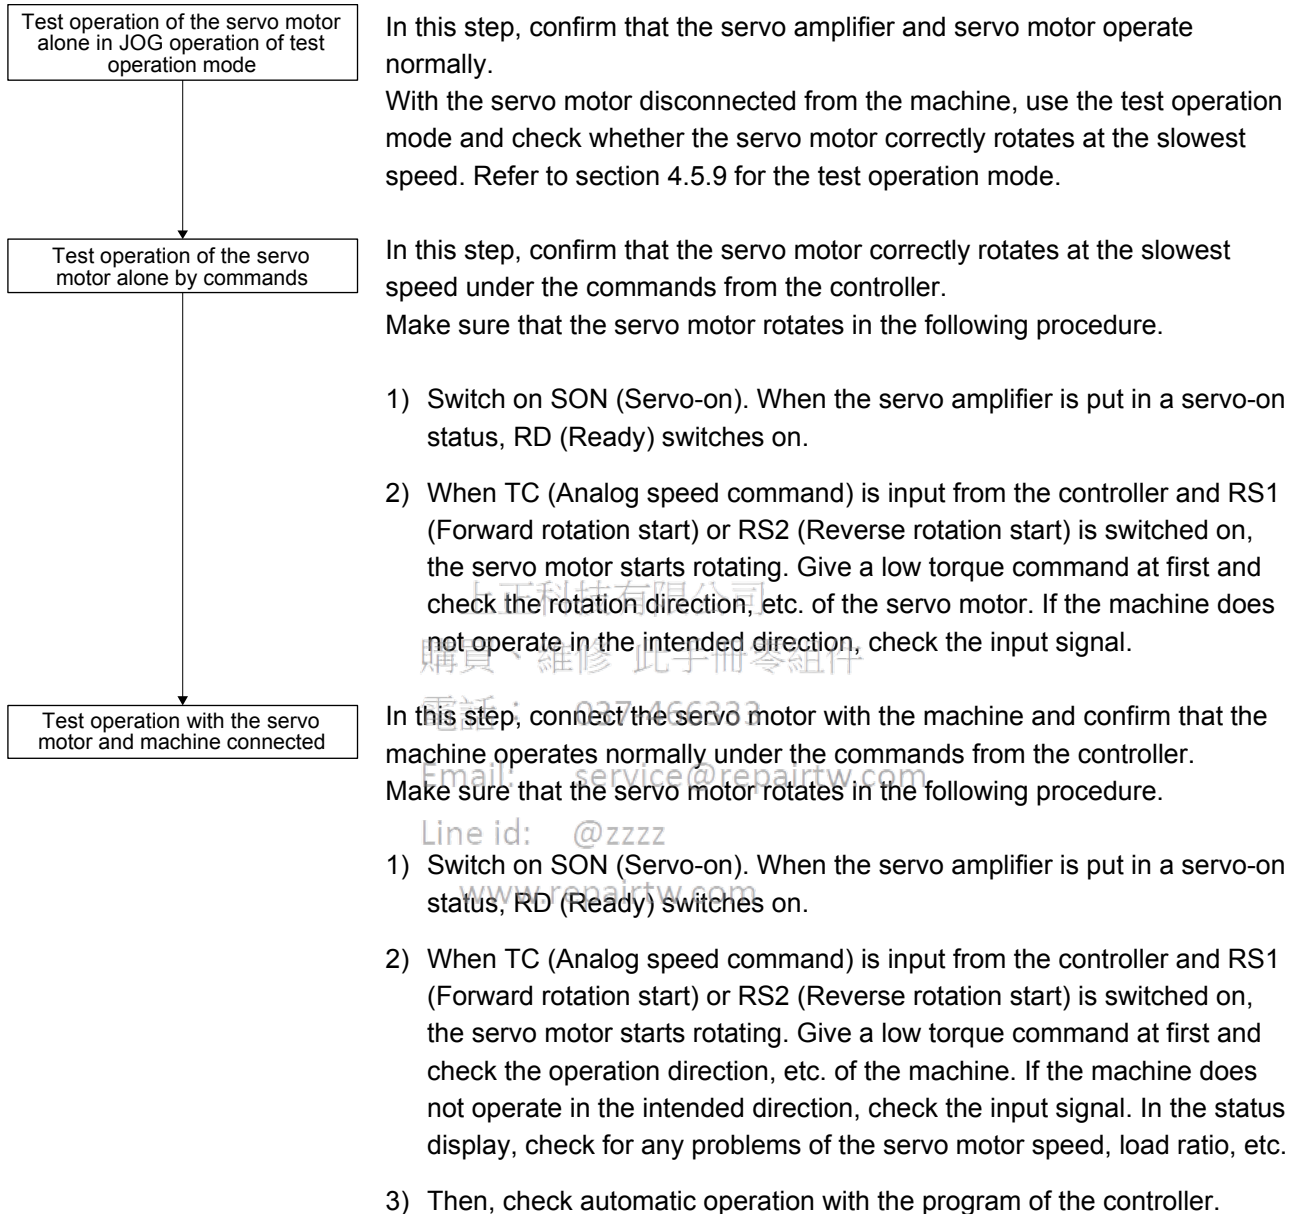 Test operation of the servo motor
alone in JOG operation of test
operation mode
In this step, confirm that the servo amplifier and servo motor operate
normally.
With the servo motor disconnected from the machine, use the test operation
mode and check whether the servo motor correctly rotates at the slowest
speed. Refer to section 4.5.9 for the test operation mode.
Test operation of the servo
motor alone by commands
In this step, confirm that the servo motor correctly rotates at the slowest
speed under the commands from the controller.
Make sure that the servo motor rotates in the following procedure.
1) Switch on SON (Servo-on). When the servo amplifier is put in a servo-on
status, RD (Ready) switches on.
2) When TC (Analog speed command) is input from the controller and RS1
(Forward rotation start) or RS2 (Reverse rotation start) is switched on,
the servo motor starts rotating. Give a low torque command at first and
上正科技有限公司
check the rotation direction, etc. of the servo motor. If the machine does
not operate in the intended direction, check the input signal.
購買、維修 此手冊零組件
Test operation with the servo
motor and machine connected
電話： 037-466333
In this step, connect the servo motor with the machine and confirm that the
machine operates normally under the commands from the controller.
Email: service@repairtw.com
Make sure that the servo motor rotates in the following procedure.
Line id: @zzzz
1) Switch on SON (Servo-on). When the servo amplifier is put in a servo-on
www.repairtw.com
status, RD (Ready) switches on.
2) When TC (Analog speed command) is input from the controller and RS1
(Forward rotation start) or RS2 (Reverse rotation start) is switched on,
the servo motor starts rotating. Give a low torque command at first and
check the operation direction, etc. of the machine. If the machine does
not operate in the intended direction, check the input signal. In the status
display, check for any problems of the servo motor speed, load ratio, etc.
3) Then, check automatic operation with the program of the controller.